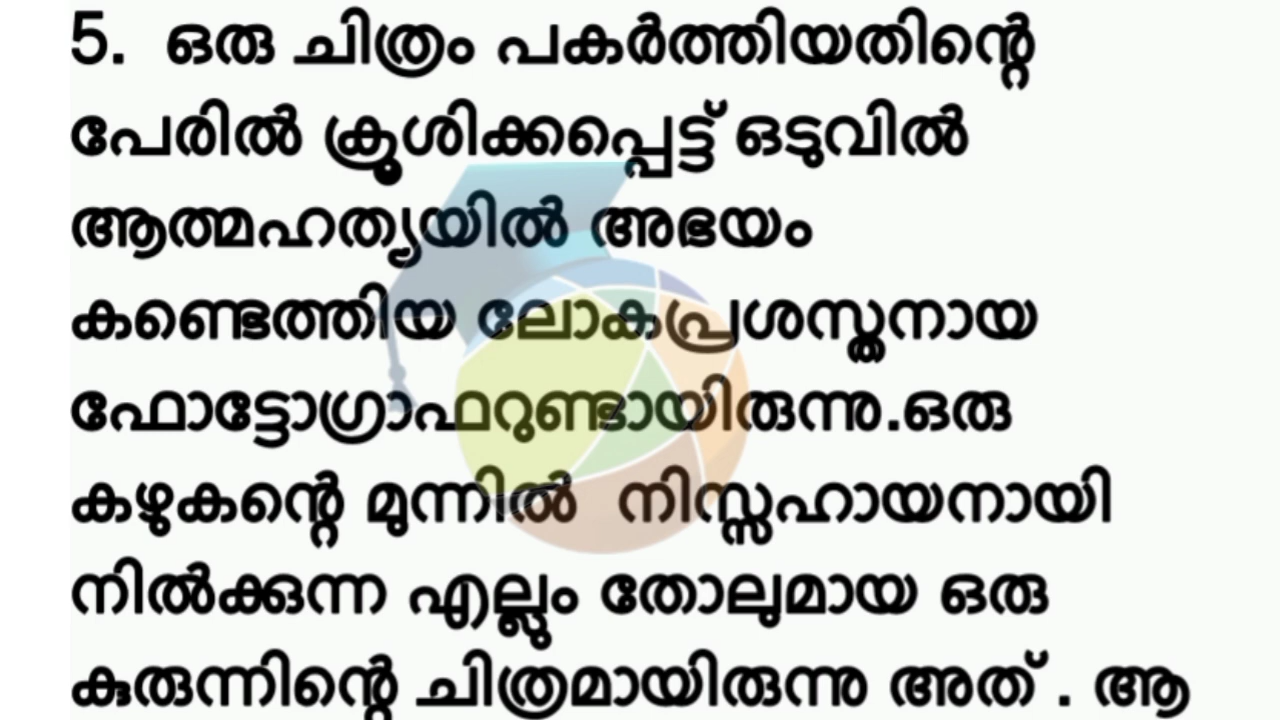 5. ഒരു ചിത്രം പകർത്തിയതിന്റെ
പേരിൽ ക്രൂശിക്കപ്പെട്ട് ഒടുവിൽ
ആത്മഹത്യയിൽ അഭയം
കണ്ടെത്തിയ ലോകപ്രശസ്തനായ
ഫോട്ടോഗ്രാഫറുണ്ടായിരുന്നു.ഒരു
കഴുകന്റെ മുന്നിൽ നിസ്സഹായനായി
നിൽക്കുന്ന എല്ലും തോലുമായ ഒരു
കുരുന്നിന്റെ ചിത്രമായിരുന്നു അത് . ആ